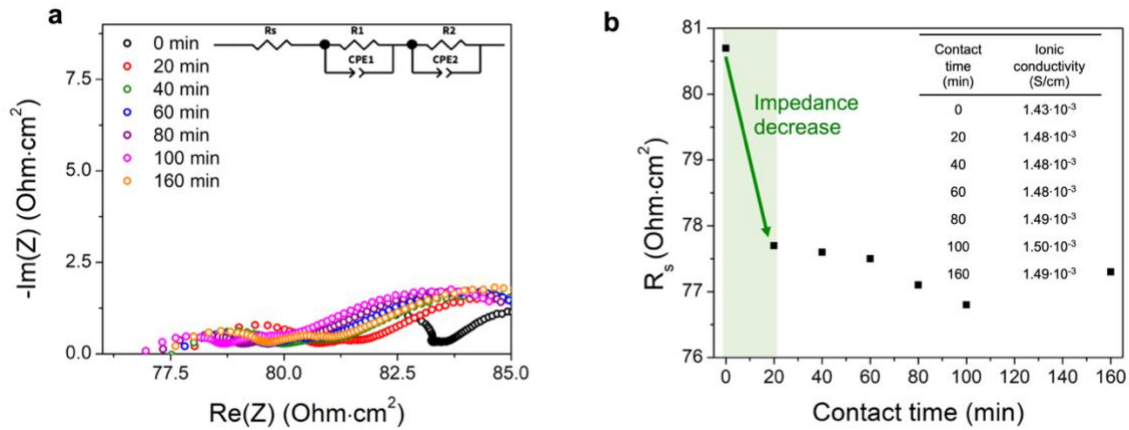 a
-Im(Z) (Ohm·cm²)
7.5
5.0
2.5
0.0
0 min
20 min
40 min
60 min
80 min
100 min
160 min
Rs
R1
R2
CPE1
CPE2
77.5 80.0 82.5 85.0
Re(Z) (Ohm·cm²)
b
Rₛ (Ohm·cm²)
81
80
79
78
77
76
Impedance
decrease
Contact time (min) Ionic conductivity (S/cm)
0 1.43·10⁻³
20 1.48·10⁻³
40 1.48·10⁻³
60 1.48·10⁻³
80 1.49·10⁻³
100 1.50·10⁻³
160 1.49·10⁻³
0 20 40 60 80 100 120 140 160
Contact time (min)